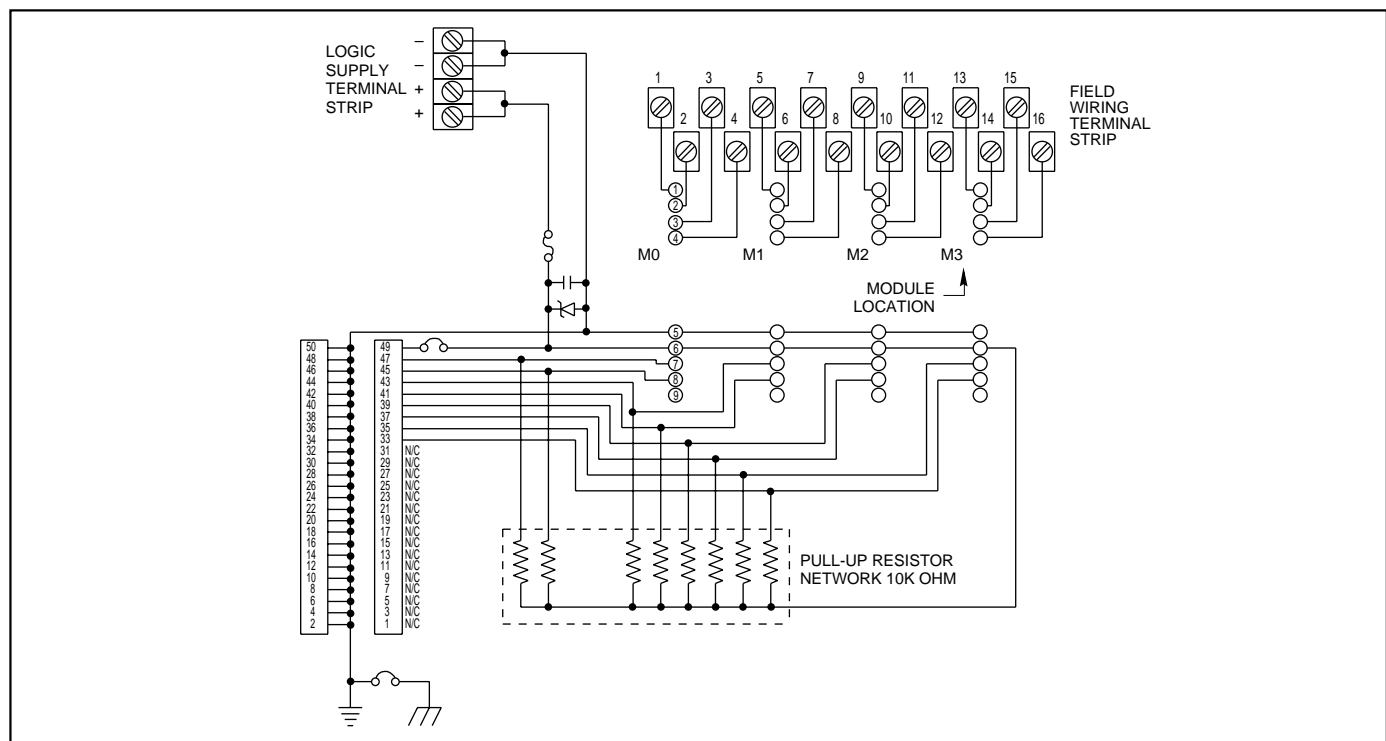 LOGIC
SUPPLY
TERMINAL
STRIP
–
–
+
+
1 3 5 7 9 11 13 15
2 4 6 8 10 12 14 16
FIELD
WIRING
TERMINAL
STRIP
1
2
3
4
M0 M1 M2 M3
MODULE
LOCATION
5
6
7
8
9
50
48
46
44
42
40
38
36
34
32
30
28
26
24
22
20
18
16
14
12
10
8
6
4
2
49
47
45
43
41
39
37
35
33
31 N/C
29 N/C
27 N/C
25 N/C
23 N/C
21 N/C
19 N/C
17 N/C
15 N/C
13 N/C
11 N/C
9 N/C
7 N/C
5 N/C
3 N/C
1 N/C
PULL-UP RESISTOR
NETWORK 10K OHM